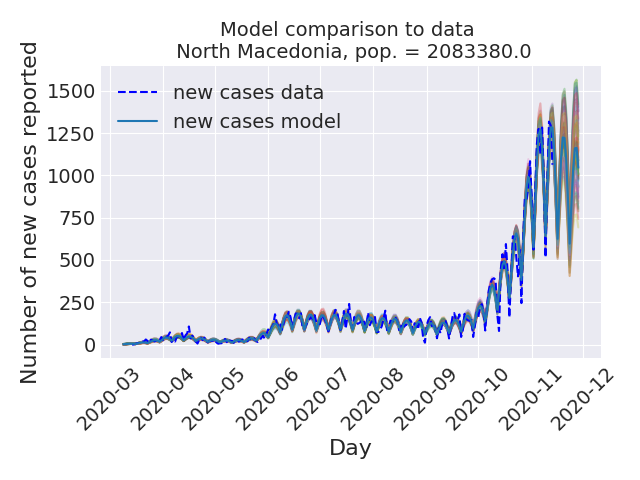 Model comparison to data
North Macedonia, pop. = 2083380.0
new cases data
new cases model
Number of new cases reported
1500
1250
1000
750
500
250
0
2020-03
2020-04
2020-05
2020-06
2020-07
2020-08
2020-09
2020-10
2020-11
2020-12
Day